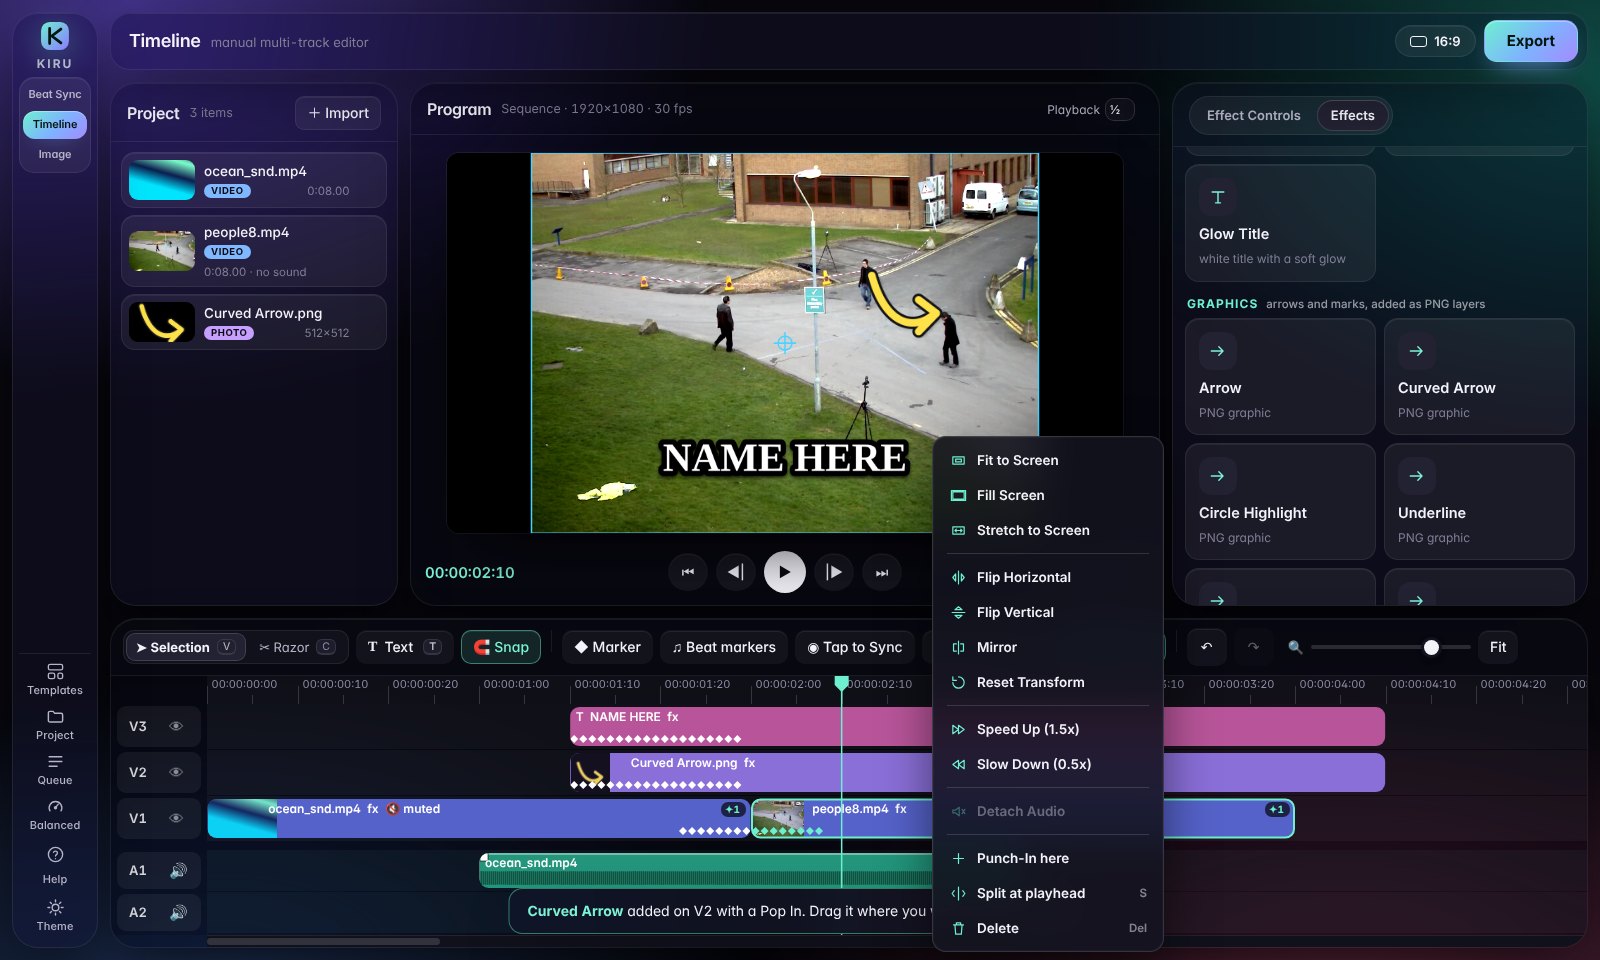 KIRU
Beat Sync
Timeline
Image
Templates
Project
Queue
Balanced
Help
Theme
Timeline manual multi-track editor
16:9
Export
Project 3 items
+ Import
ocean_snd.mp4
VIDEO 0:08.00
people8.mp4
VIDEO
0:08.00 · no sound
Curved Arrow.png
PHOTO 512×512
Program Sequence · 1920×1080 · 30 fps
Playback ½
NAME HERE
00:00:02:10
Effect Controls Effects
Glow Title
white title with a soft glow
GRAPHICS arrows and marks, added as PNG layers
Arrow
PNG graphic
Curved Arrow
PNG graphic
Circle Highlight
PNG graphic
Underline
PNG graphic
Selection V
Razor C
T Text T
Snap
Marker
Beat markers
Tap to Sync
Fit
00:00:00:00 00:00:00:10 00:00:00:20 00:00:01:00 00:00:01:10 00:00:01:20 00:00:02:00 00:00:02:10 3:10 00:00:03:20 00:00:04:00 00:00:04:10 00:00:04:20 00:
V3
T NAME HERE fx
V2
Curved Arrow.png fx
V1
ocean_snd.mp4 fx muted
1
people8.mp4 fx
1
A1
ocean_snd.mp4
A2
Curved Arrow added on V2 with a Pop In. Drag it where you
Fit to Screen
Fill Screen
Stretch to Screen
Flip Horizontal
Flip Vertical
Mirror
Reset Transform
Speed Up (1.5x)
Slow Down (0.5x)
Detach Audio
Punch-In here
Split at playhead S
Delete Del